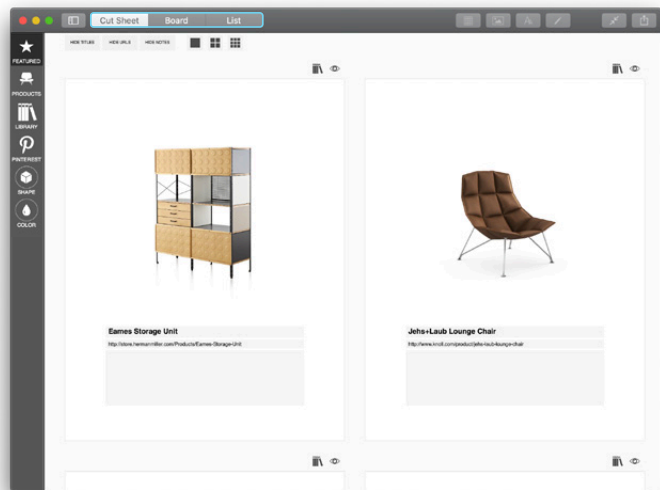 Cut Sheet
Board
List
HIDE TITLES
HIDE URLS
HIDE NOTES
FEATURED
PRODUCTS
LIBRARY
PINTEREST
SHAPE
COLOR
Eames Storage Unit
http://store.hermanmiller.com/Products/Eames-Storage-Unit
Jehs+Laub Lounge Chair
http://www.knoll.com/product/jehs-laub-lounge-chair